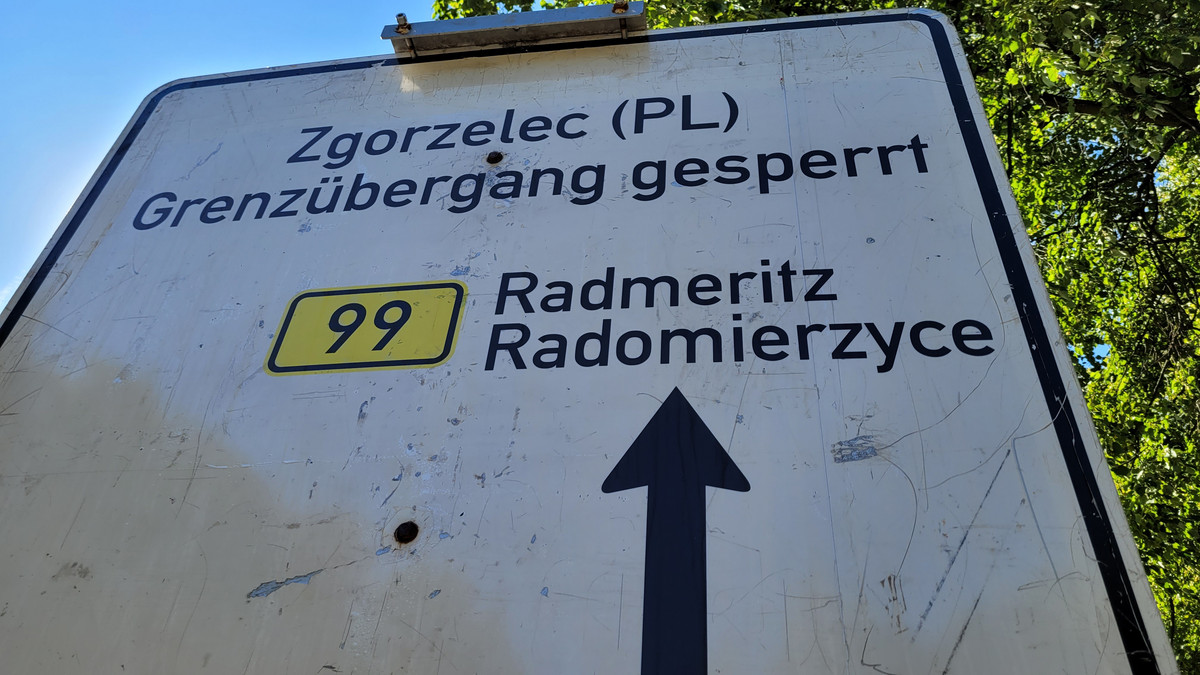 Zgorzelec (PL)
Grenzübergang gesperrt
99 Radmeritz
Radomierzyce